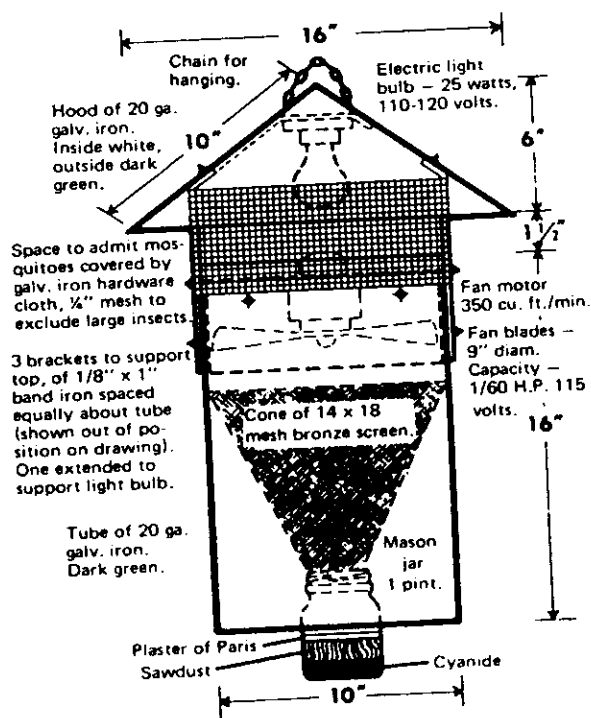 16"
Chain for
hanging.
Electric light
bulb – 25 watts,
110-120 volts.
Hood of 20 ga.
galv. iron.
Inside white,
outside dark
green.
10"
6"
1 1/2"
Space to admit mos-
quitoes covered by
galv. iron hardware
cloth, ¼" mesh to
exclude large insects.
Fan motor
350 cu. ft./min.
Fan blades –
9" diam.
Capacity –
1/60 H.P. 115
volts.
16"
3 brackets to support
top, of 1/8" x 1"
band iron spaced
equally about tube
(shown out of po-
sition on drawing).
One extended to
support light bulb.
Cone of 14 x 18
mesh bronze screen.
Tube of 20 ga.
galv. iron.
Dark green.
Mason
jar
1 pint.
Plaster of Paris
Sawdust
Cyanide
10"